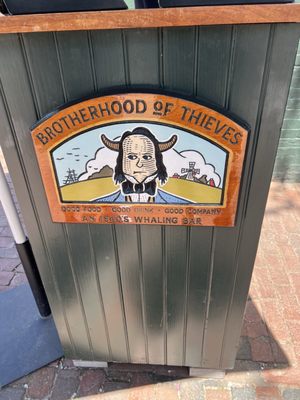 BROTHERHOOD OF THIEVES
GOOD FOOD • GOOD DRINK • GOOD COMPANY
AN 1840'S WHALING BAR